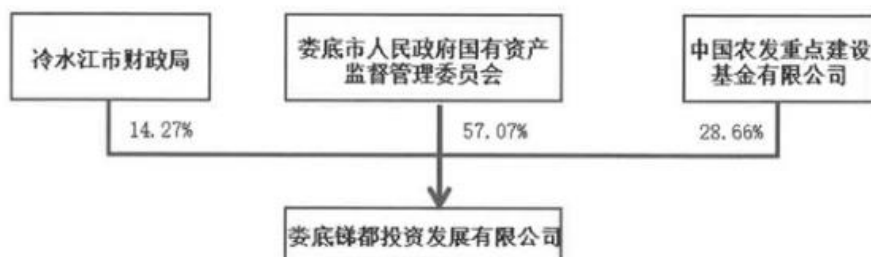 冷水江市财政局
娄底市人民政府国有资产
监督管理委员会
中国农发重点建设
基金有限公司
14.27%
57.07%
28.66%
娄底锑都投资发展有限公司